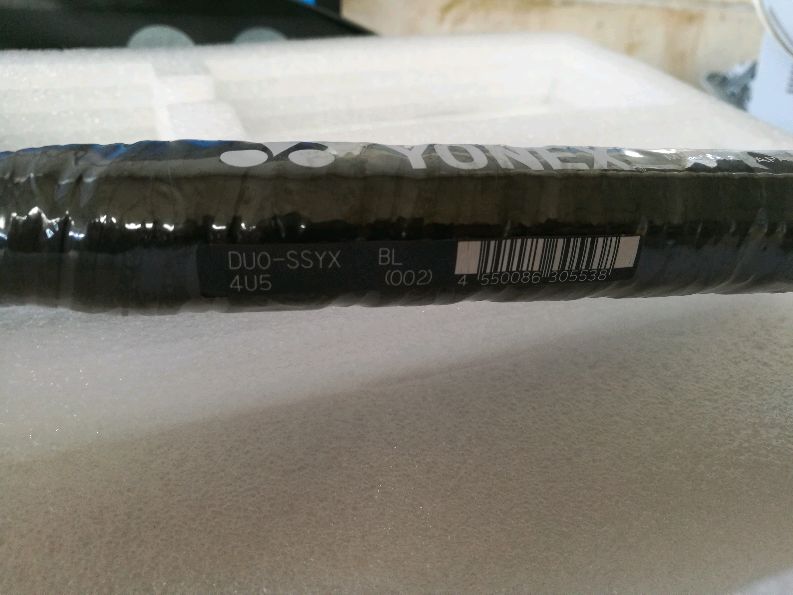 YONEX
DUO-SSYX BL
4U5 (002)
4 550086 305538